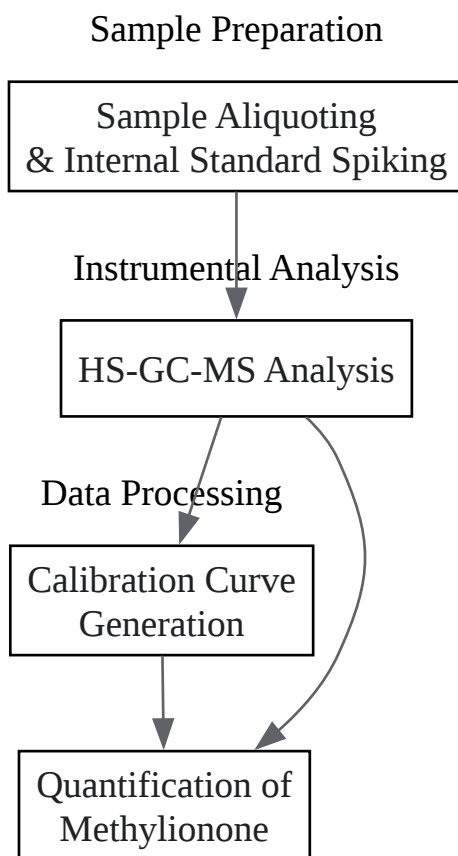 Sample Preparation
Sample Aliquoting
& Internal Standard Spiking
Instrumental Analysis
HS-GC-MS Analysis
Data Processing
Calibration Curve
Generation
Quantification of
Methylionone